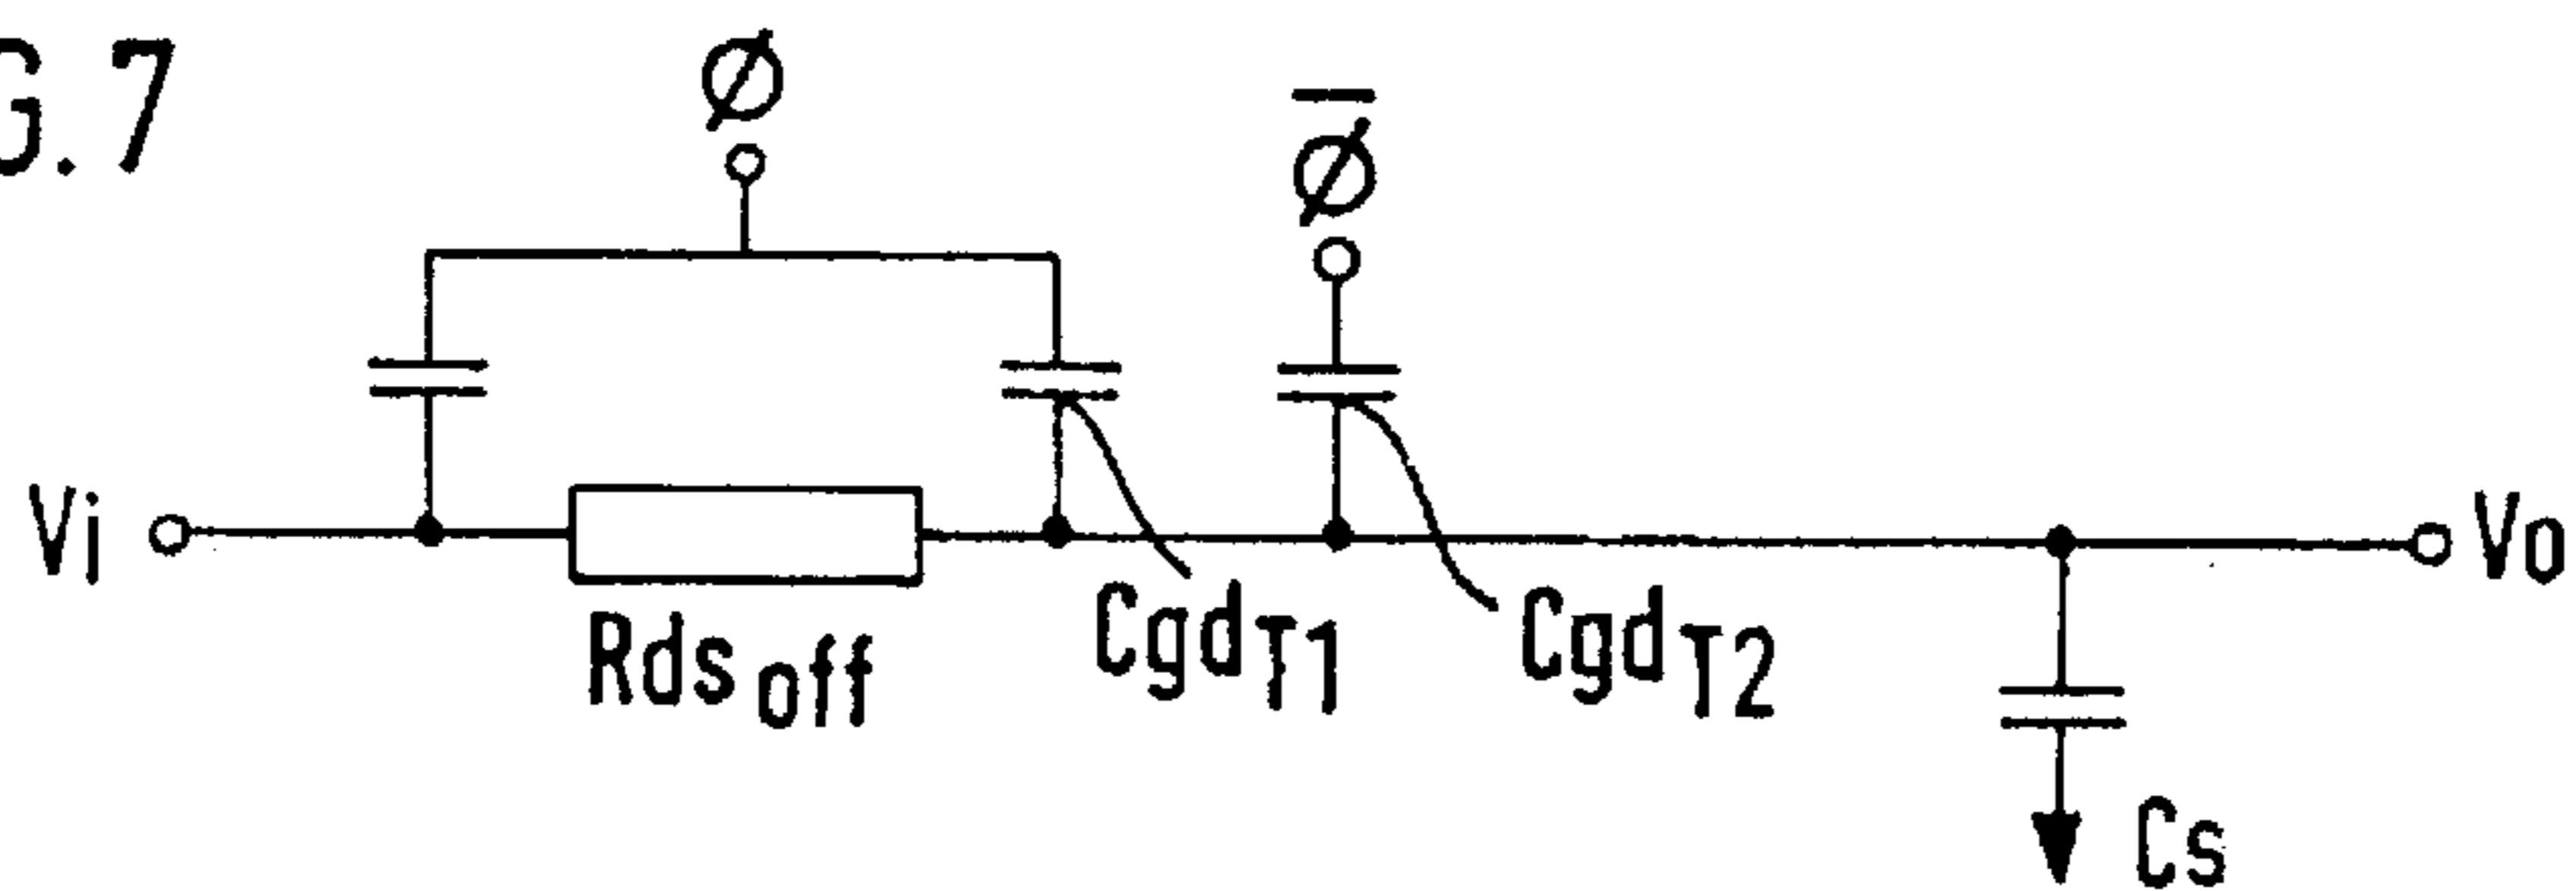 G.7
Ø
Ø̅
Vi
Vo
Rds off
Cgd T1
Cgd T2
Cs